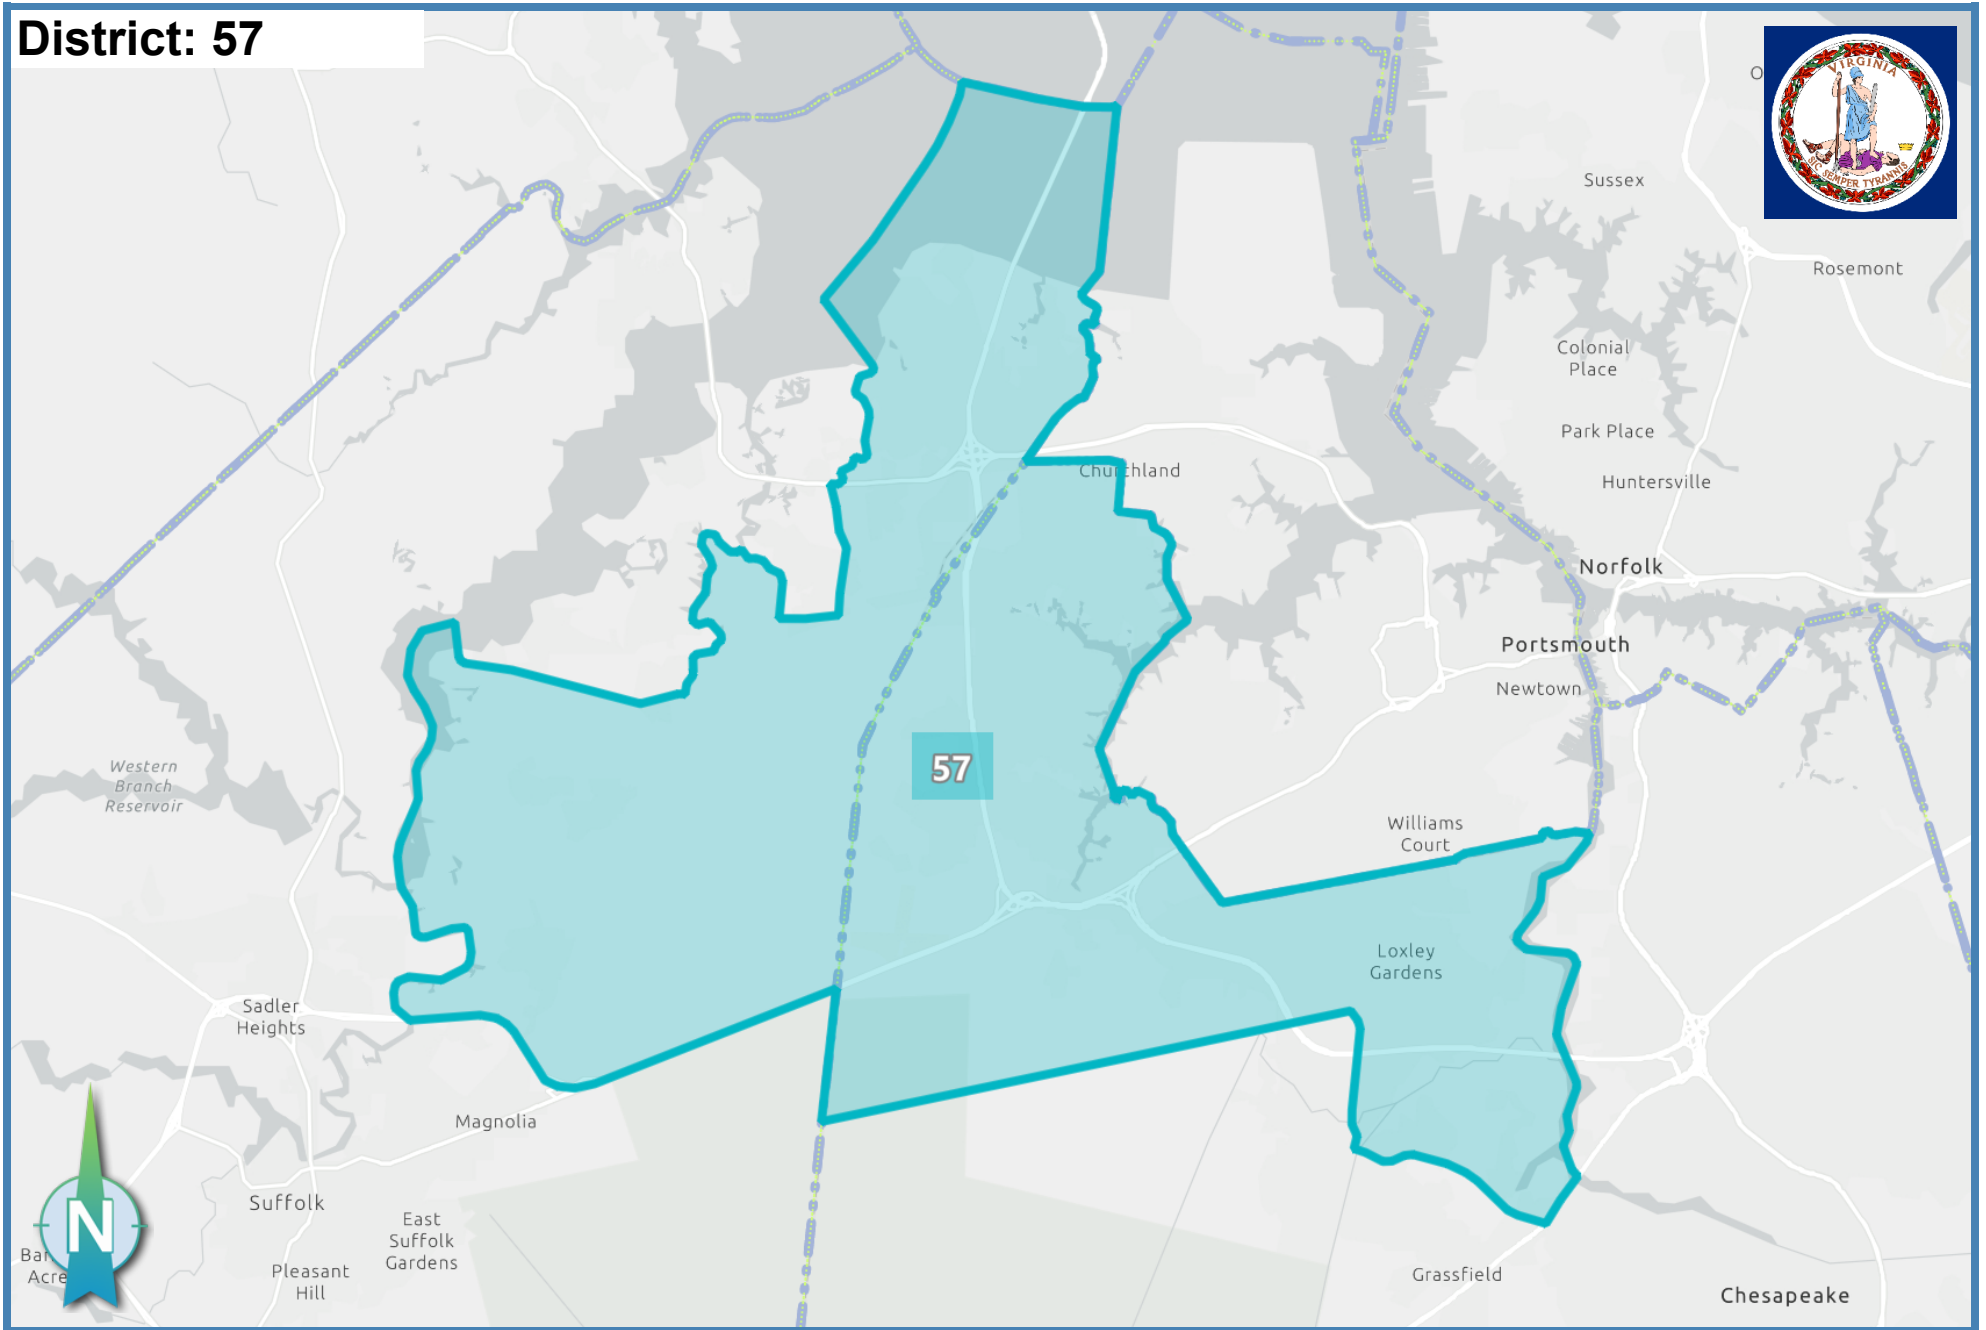 District: 57
VIRGINIA
SIC SEMPER TYRANNIS
Sussex
Rosemont
Colonial
Place
Park Place
Churchland
Huntersville
Norfolk
Portsmouth
Newtown
57
Western
Branch
Reservoir
Williams
Court
Loxley
Gardens
Sadler
Heights
Magnolia
Suffolk
East
Suffolk
Gardens
Pleasant
Hill
N
Grassfield
Chesapeake